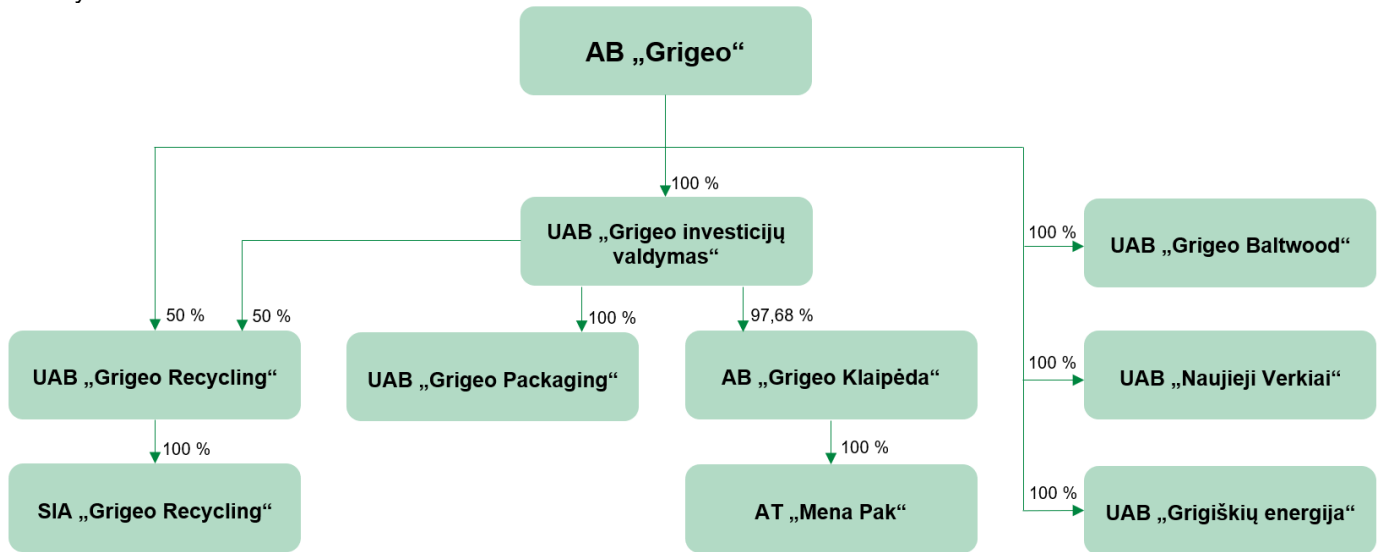 AB „Grigeo“
100 %
UAB „Grigeo investicijų
valdymas“
100 %
UAB „Grigeo Baltwood“
50 %
50 %
100 %
97,68 %
UAB „Grigeo Recycling“
UAB „Grigeo Packaging“
AB „Grigeo Klaipėda“
100 %
UAB „Naujieji Verkiai“
100 %
100 %
SIA „Grigeo Recycling“
AT „Mena Pak“
100 %
UAB „Grigiškių energija“